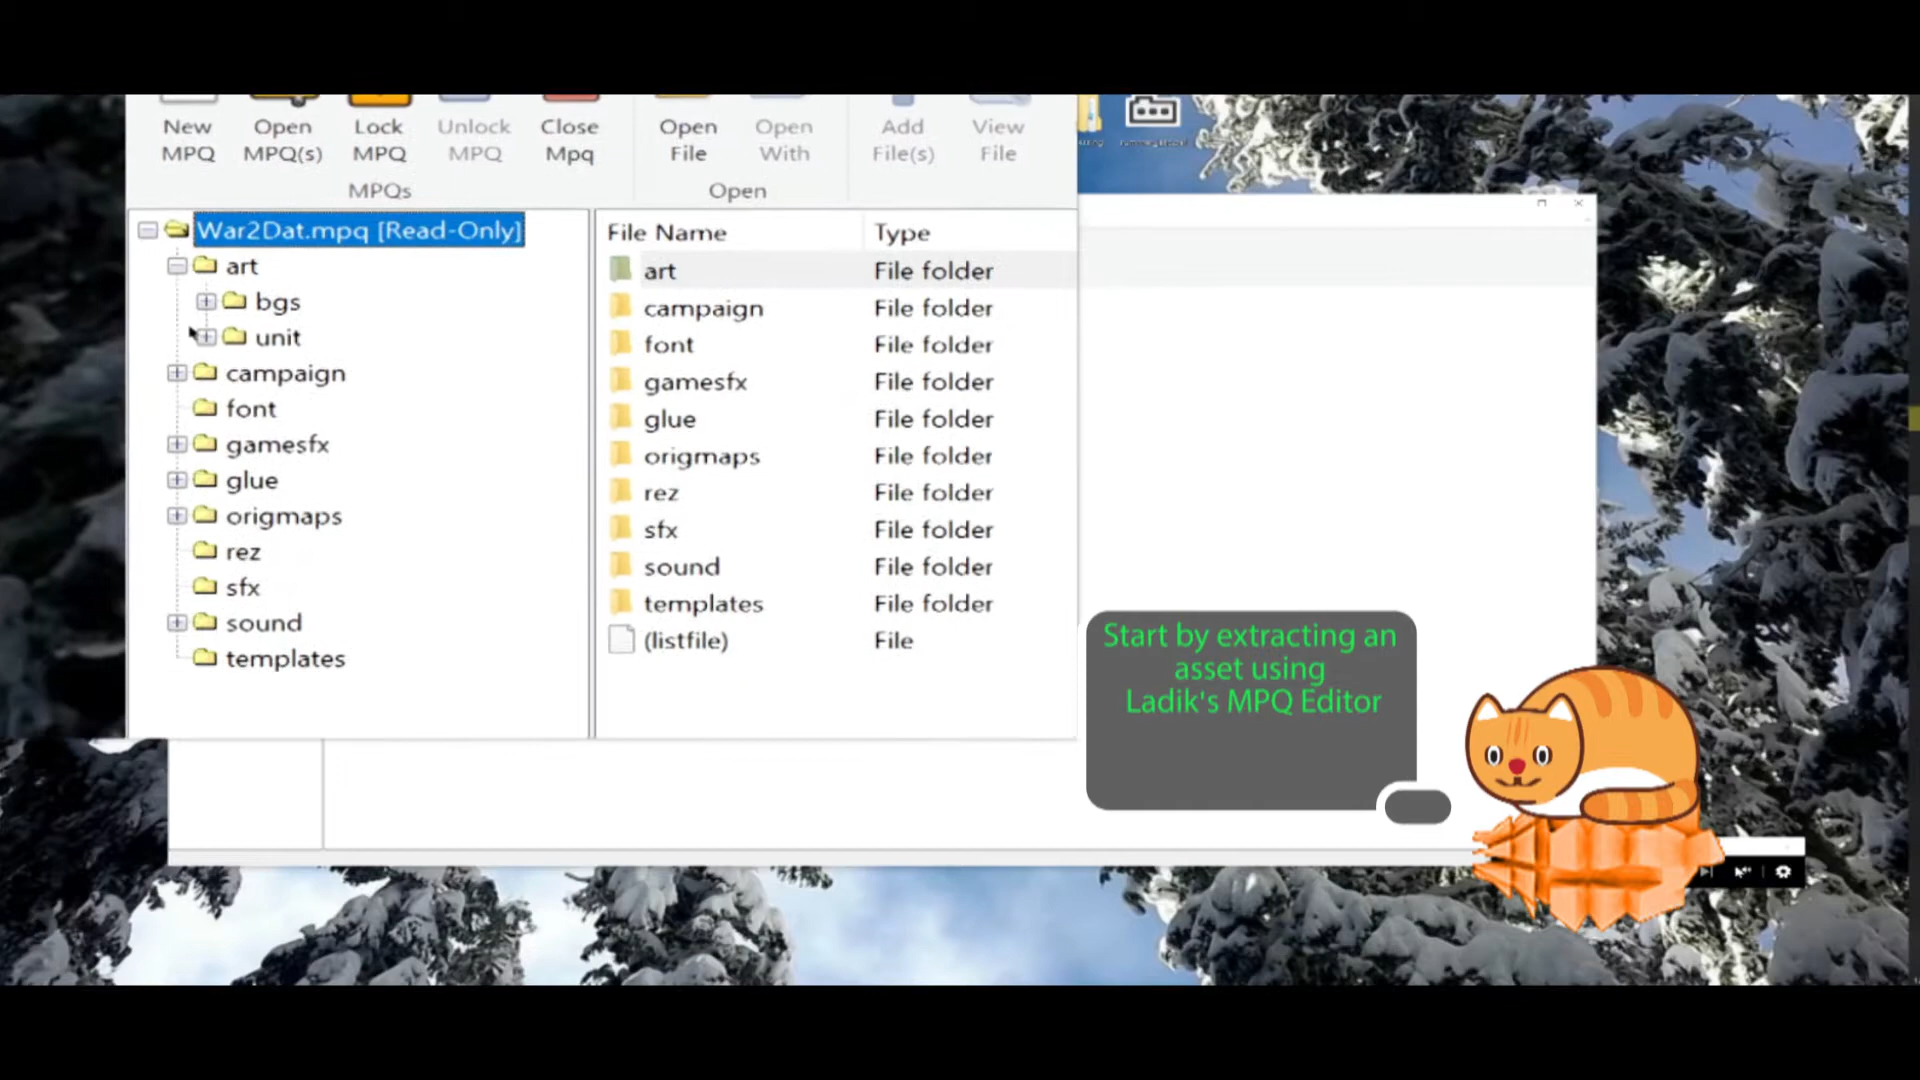 New MPQ
Open MPQ(s)
Lock MPQ
Unlock MPQ
Close Mpq
Open File
Open With
Add File(s)
View File
MPQs
Open
War2Dat.mpq [Read-Only]
art
bgs
unit
campaign
font
gamesfx
glue
origmaps
rez
sfx
sound
templates
File Name Type
art File folder
campaign File folder
font File folder
gamesfx File folder
glue File folder
origmaps File folder
rez File folder
sfx File folder
sound File folder
templates File folder
(listfile) File
Start by extracting an
asset using
Ladik's MPQ Editor